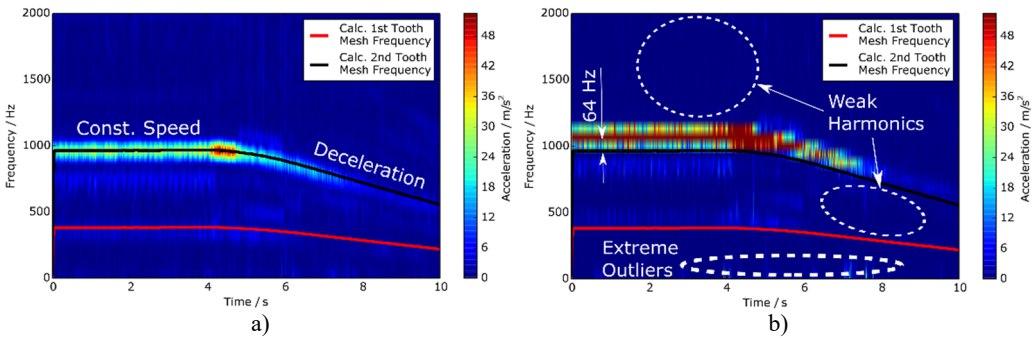 2000
1500
1000
500
0
Frequency / Hz
0 2 4 6 8 10
Time / s
Calc. 1st Tooth
Mesh Frequency
Calc. 2nd Tooth
Mesh Frequency
Const. Speed
Deceleration
48
42
36
30
24
18
12
6
0
Acceleration / m/s²
a)
2000
1500
1000
500
0
Frequency / Hz
0 2 4 6 8 10
Time / s
Calc. 1st Tooth
Mesh Frequency
Calc. 2nd Tooth
Mesh Frequency
64 Hz
Weak
Harmonics
Extreme
Outliers
48
42
36
30
24
18
12
6
0
Acceleration / m/s²
b)